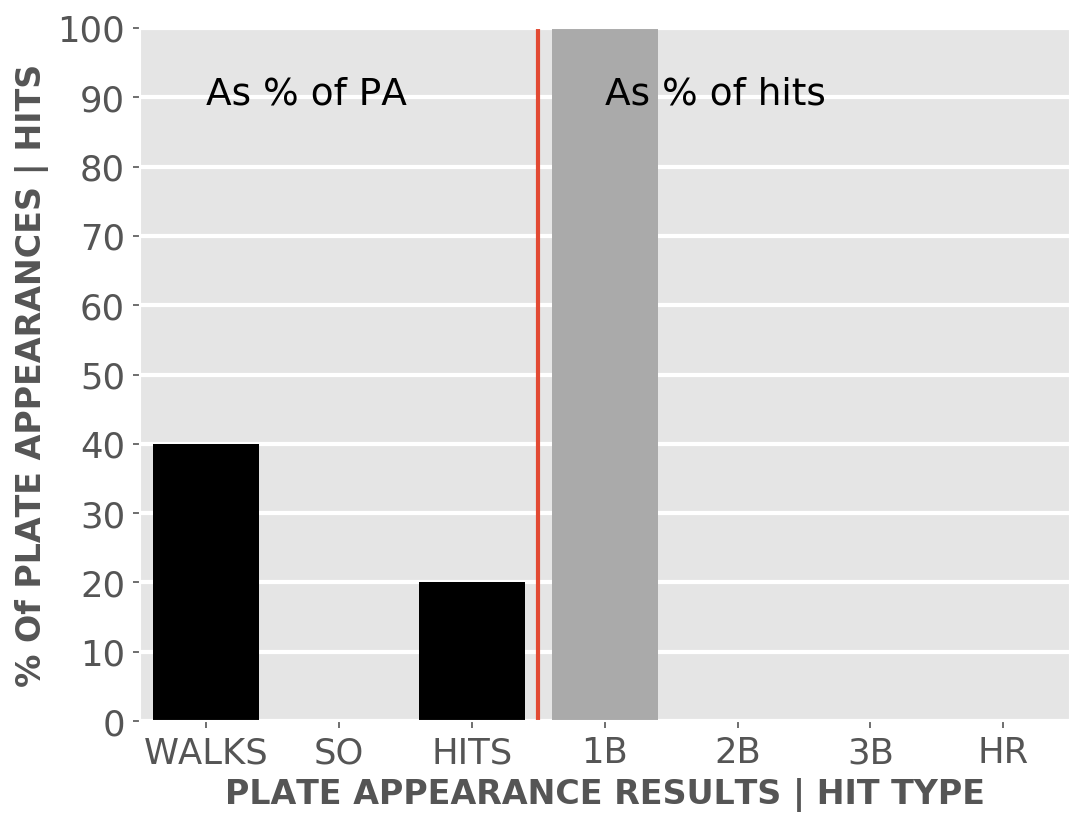 % Of PLATE APPEARANCES | HITS
100
90
80
70
60
50
40
30
20
10
0
As % of PA
As % of hits
WALKS SO HITS 1B 2B 3B HR
PLATE APPEARANCE RESULTS | HIT TYPE